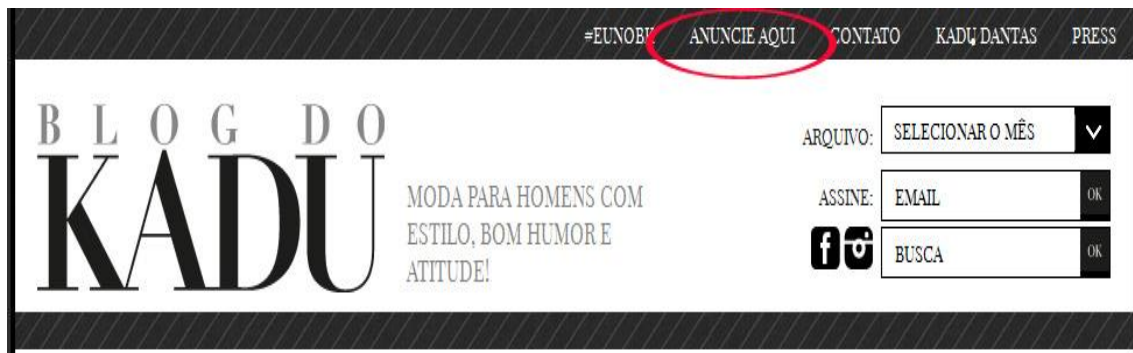 ANUNCIE AQUI CONTATO KADU DANTAS PRESS
BLOG DO
KADU
MODA PARA HOMENS COM
ESTILO, BOM HUMOR E
ATITUDE!
ARQUIVO: SELECIONAR O MÊS
ASSINE: EMAIL OK
BUSCA OK